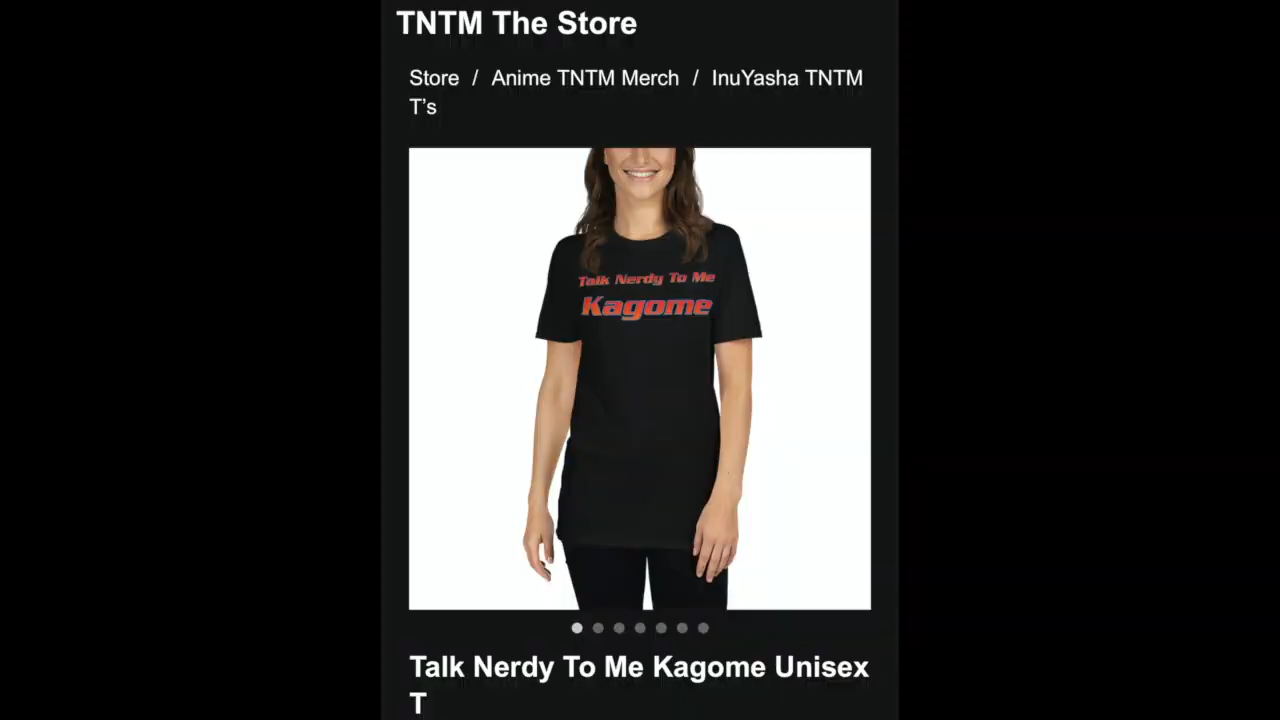 TNTM The Store
Store / Anime TNTM Merch / InuYasha TNTM
T’s
Talk Nerdy To Me
Kagome
Talk Nerdy To Me Kagome Unisex
T